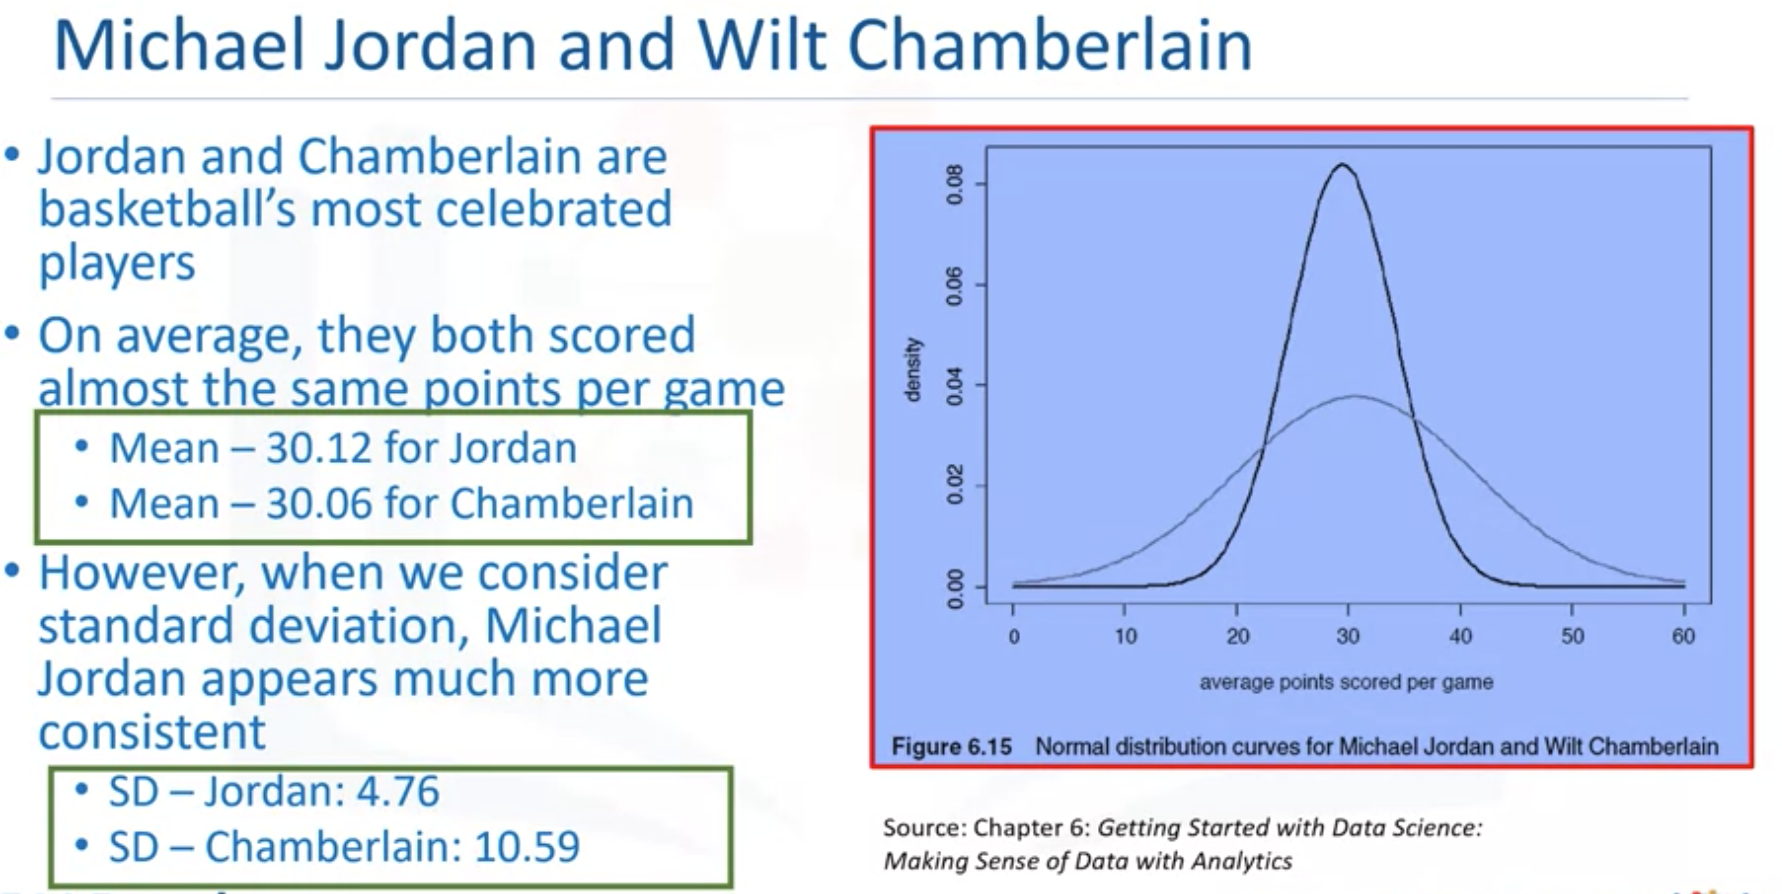 Michael Jordan and Wilt Chamberlain
• Jordan and Chamberlain are
basketball’s most celebrated
players
• On average, they both scored
almost the same points per game
• Mean – 30.12 for Jordan
• Mean – 30.06 for Chamberlain
• However, when we consider
standard deviation, Michael
Jordan appears much more
consistent
• SD – Jordan: 4.76
• SD – Chamberlain: 10.59
density
0.08
0.06
0.04
0.02
0.00
0 10 20 30 40 50 60
average points scored per game
Figure 6.15 Normal distribution curves for Michael Jordan and Wilt Chamberlain
Source: Chapter 6: Getting Started with Data Science:
Making Sense of Data with Analytics